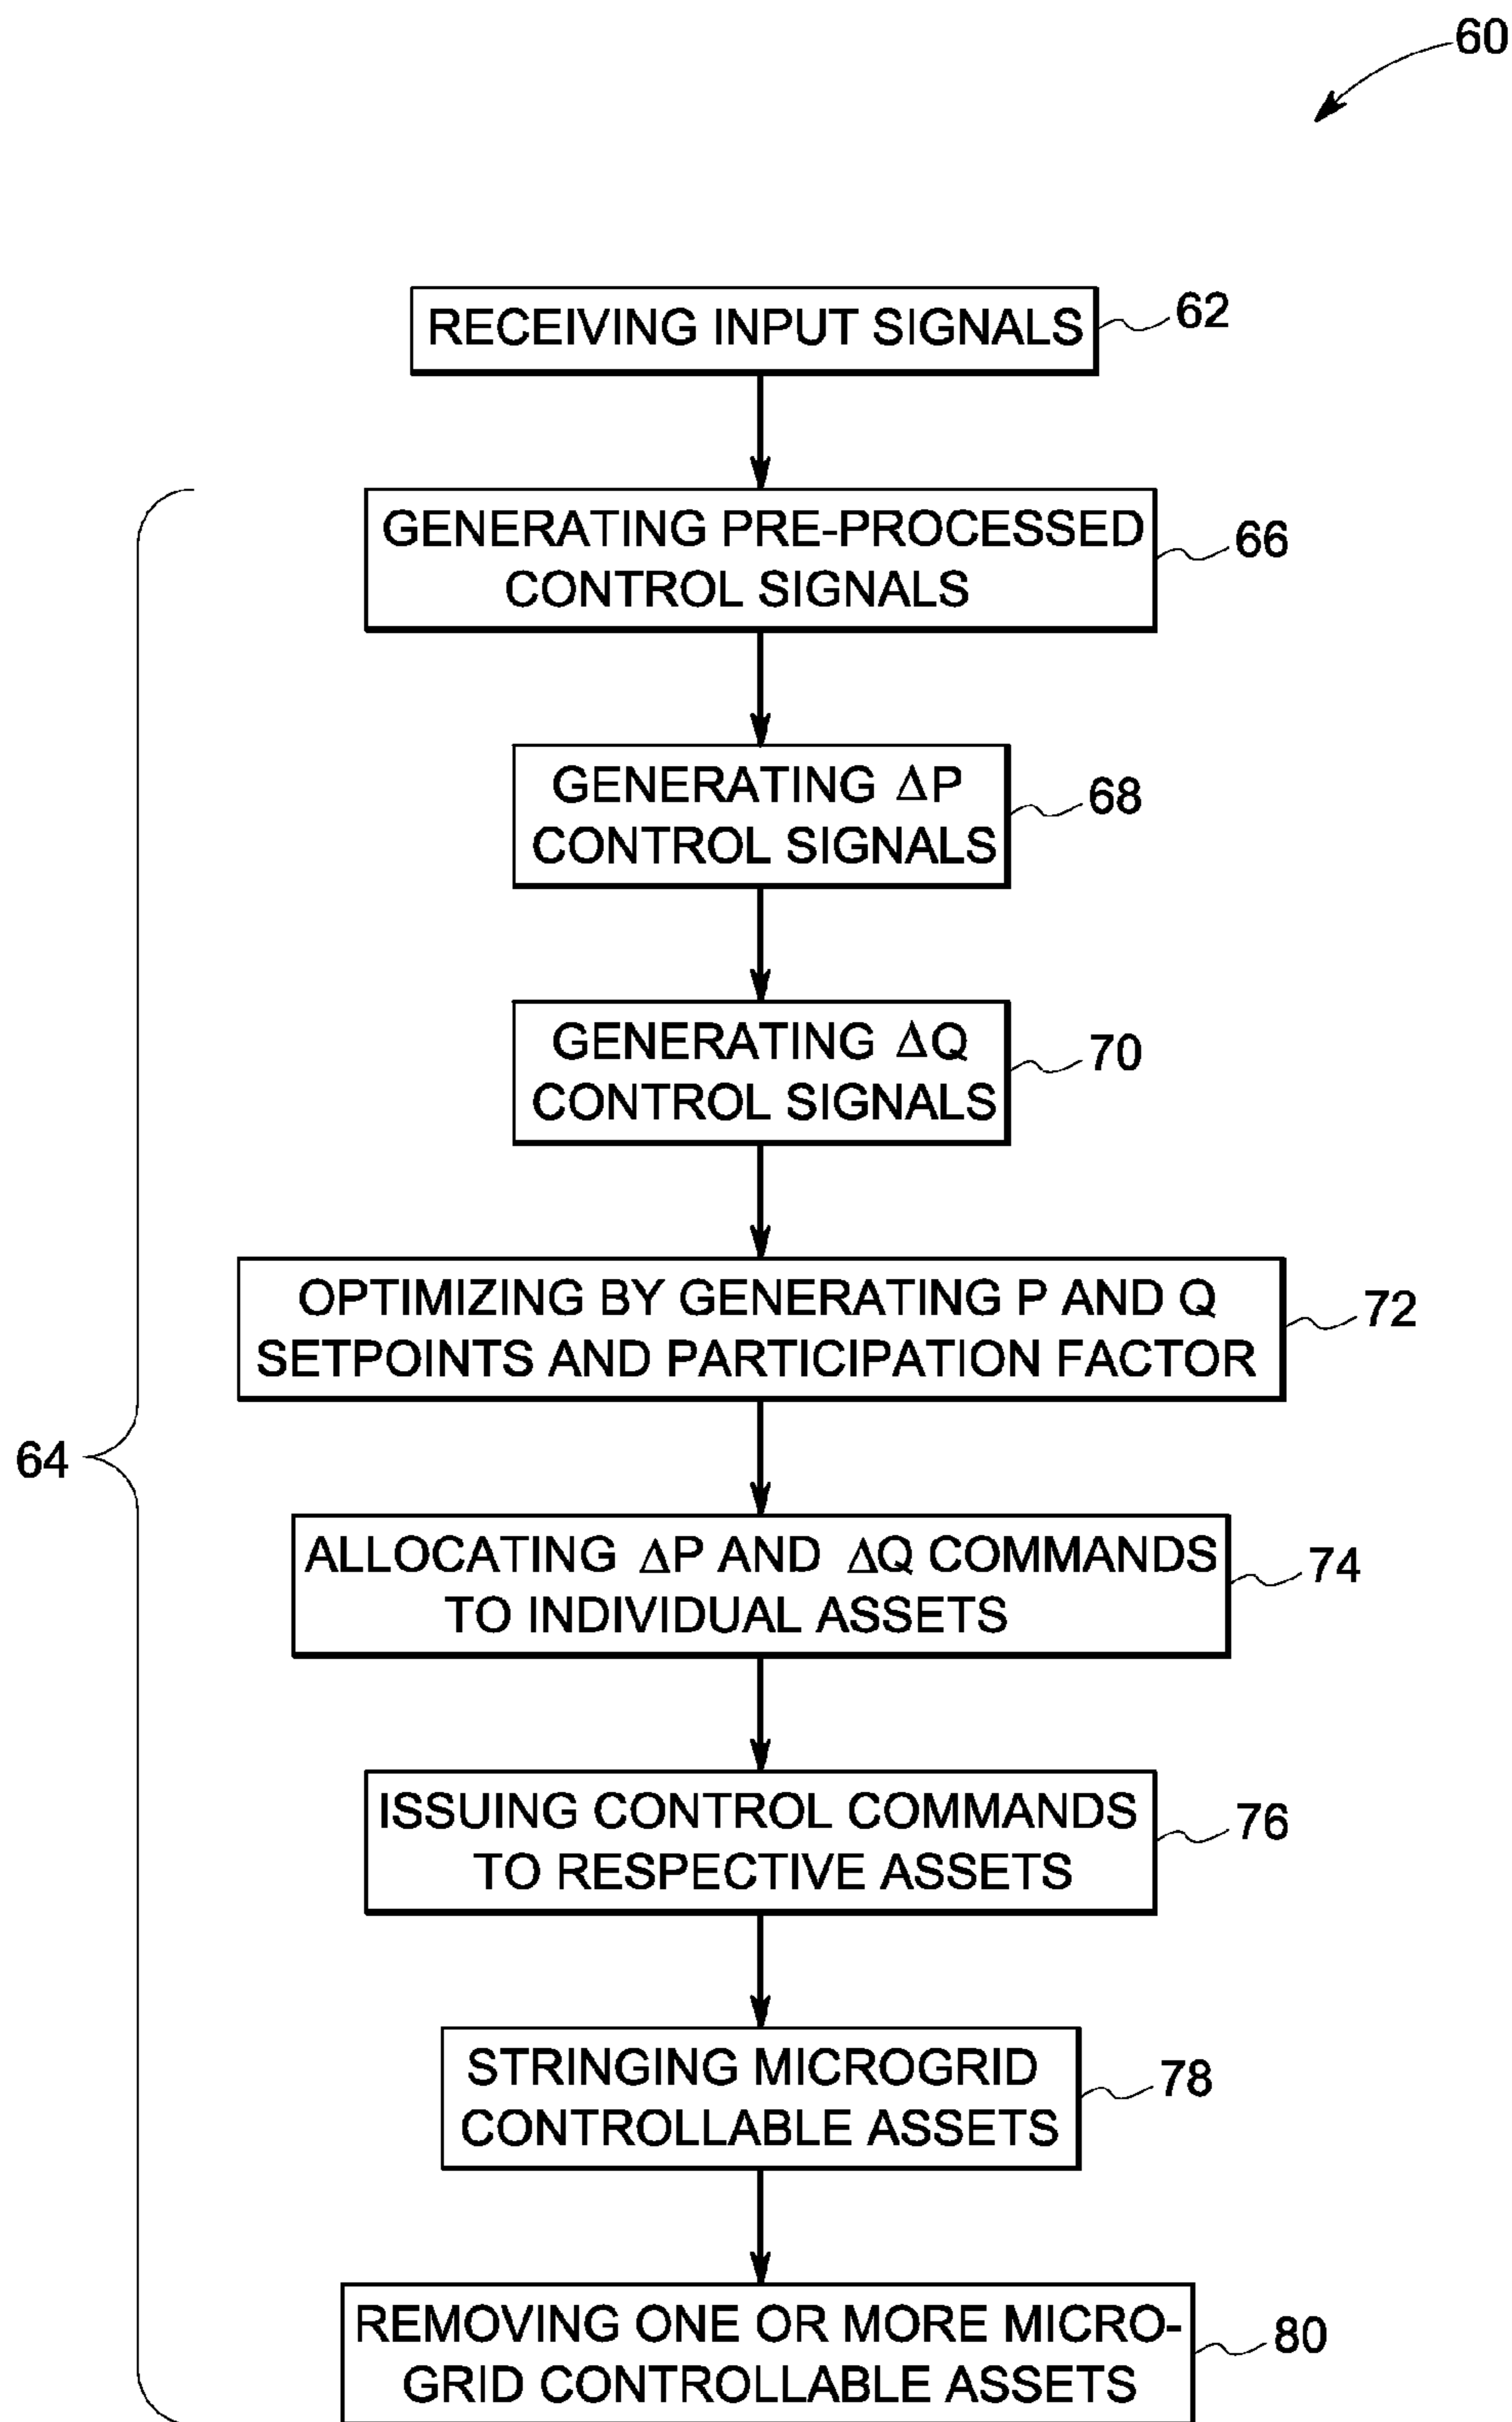 60
RECEIVING INPUT SIGNALS
62
GENERATING PRE-PROCESSED
CONTROL SIGNALS
66
GENERATING ΔP
CONTROL SIGNALS
68
GENERATING ΔQ
CONTROL SIGNALS
70
OPTIMIZING BY GENERATING P AND Q
SETPOINTS AND PARTICIPATION FACTOR
72
64
ALLOCATING ΔP AND ΔQ COMMANDS
TO INDIVIDUAL ASSETS
74
ISSUING CONTROL COMMANDS
TO RESPECTIVE ASSETS
76
STRINGING MICROGRID
CONTROLLABLE ASSETS
78
REMOVING ONE OR MORE MICRO-
GRID CONTROLLABLE ASSETS
80